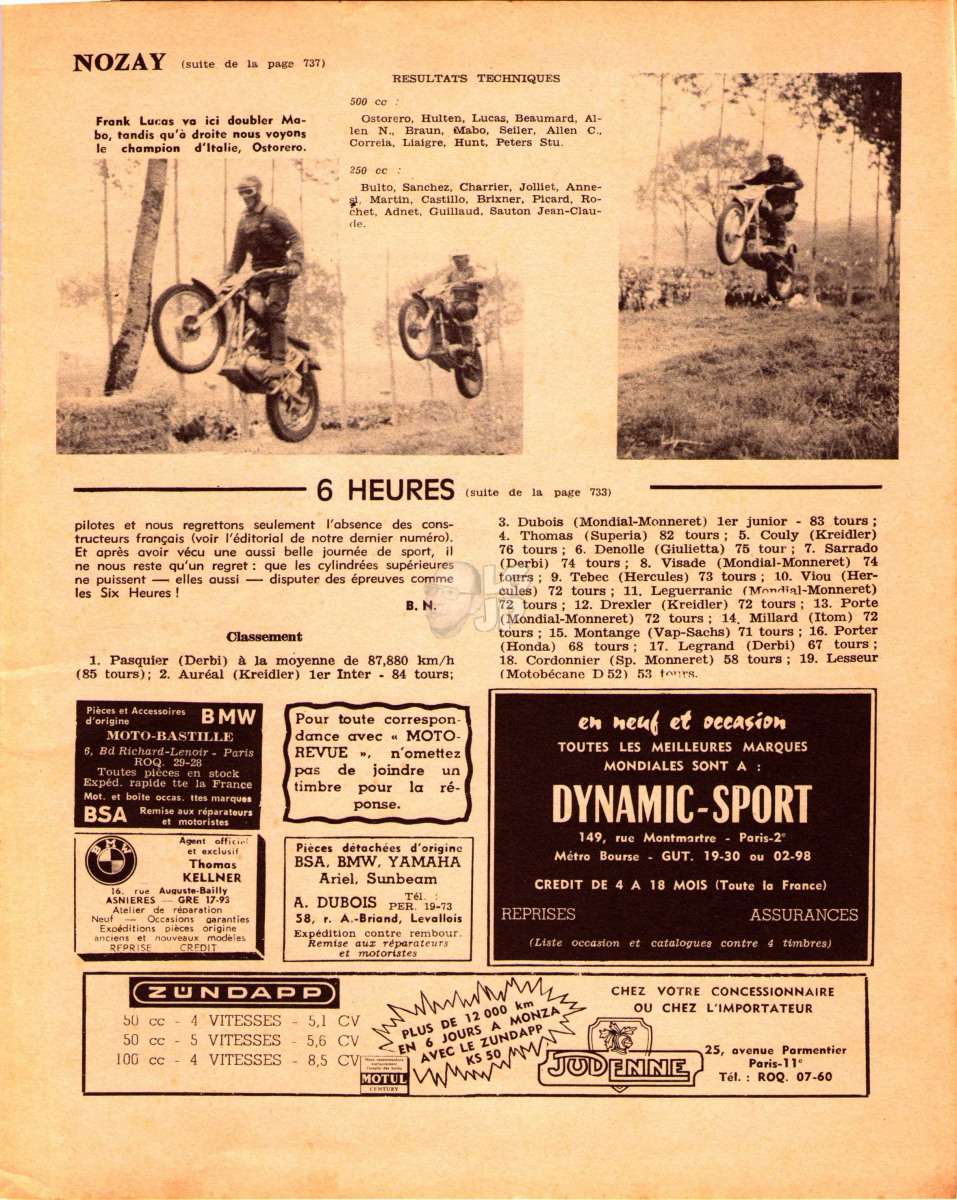 NOZAY (suite de la page 737)
Frank Lucas va ici doubler Ma-
bo, tandis qu'à droite nous voyons
le champion d'Italie, Ostorero.
RESULTATS TECHNIQUES
500 cc :
Ostorero, Hulten, Lucas, Beaumard, Al-
len N., Braun, Mabo, Seiler, Allen C.,
Correia, Liaigre, Hunt, Peters Stu.
250 cc :
Bulto, Sanchez, Charrier, Jolliet, Anne-
si, Martin, Castillo, Brixner, Picard, Ro-
chet, Adnet, Guillaud, Sauton Jean-Clau-
de.
6 HEURES (suite de la page 733)
pilotes et nous regrettons seulement l'absence des cons-
tructeurs français (voir l'éditorial de notre dernier numéro).
Et après avoir vécu une aussi belle journée de sport, il
ne nous reste qu'un regret : que les cylindrées supérieures
ne puissent — elles aussi — disputer des épreuves comme
les Six Heures !
B. N.
Classement
1. Pasquier (Derbi) à la moyenne de 87,880 km/h
(85 tours); 2. Auréal (Kreidler) 1er Inter - 84 tours;
3. Dubois (Mondial-Monneret) 1er junior - 83 tours ;
4. Thomas (Superia) 82 tours ; 5. Couly (Kreidler)
76 tours ; 6. Denolle (Giulietta) 75 tour ; 7. Sarrado
(Derbi) 74 tours ; 8. Visade (Mondial-Monneret) 74
tours ; 9. Tebec (Hercules) 73 tours ; 10. Viou (Her-
cules) 72 tours ; 11. Leguerranic (Mondial-Monneret)
72 tours ; 12. Drexler (Kreidler) 72 tours ; 13. Porte
(Mondial-Monneret) 72 tours ; 14. Millard (Itom) 72
tours ; 15. Montange (Vap-Sachs) 71 tours ; 16. Porter
(Honda) 68 tours ; 17. Legrand (Derbi) 67 tours ;
18. Cordonnier (Sp. Monneret) 58 tours ; 19. Lesseur
(Motobécane D 52) 53 tours.
Pièces et Accessoires
d'origine BMW
MOTO-BASTILLE
6, Bd Richard-Lenoir - Paris
ROQ. 29-28
Toutes pièces en stock
Expéd. rapide tte la France
Mot. et boîte occas. ttes marques
BSA Remise aux réparateurs
et motoristes
BMW
Agent officiel
et exclusif
Thomas
KELLNER
16, rue Auguste-Bailly
ASNIERES — GRE 17-93
Atelier de réparation
Neuf — Occasions garanties
Expéditions pièces origine
anciens et nouveaux modèles
REPRISE CREDIT
Pour toute correspon-
dance avec « MOTO-
REVUE », n'omettez
pas de joindre un
timbre pour la ré-
ponse.
Pièces détachées d'origine
BSA, BMW, YAMAHA
Ariel, Sunbeam
A. DUBOIS Tél. :
PER. 19-73
58, r. A.-Briand, Levallois
Expédition contre rembour.
Remise aux réparateurs
et motoristes
en neuf et occasion
TOUTES LES MEILLEURES MARQUES
MONDIALES SONT A :
DYNAMIC-SPORT
149, rue Montmartre - Paris-2e
Métro Bourse - GUT. 19-30 ou 02-98
CREDIT DE 4 A 18 MOIS (Toute la France)
REPRISES ASSURANCES
(Liste occasion et catalogues contre 4 timbres)
ZÜNDAPP
50 cc - 4 VITESSES - 5,1 CV
50 cc - 5 VITESSES - 5,6 CV
100 cc - 4 VITESSES - 8,5 CV
MOTUL
CENTURY
PLUS DE 12 000 km
EN 6 JOURS A MONZA
AVEC LE ZUNDAPP
KS 50
CHEZ VOTRE CONCESSIONNAIRE
OU CHEZ L'IMPORTATEUR
JUDENNE
25, avenue Parmentier
Paris-11e
Tél. : ROQ. 07-60